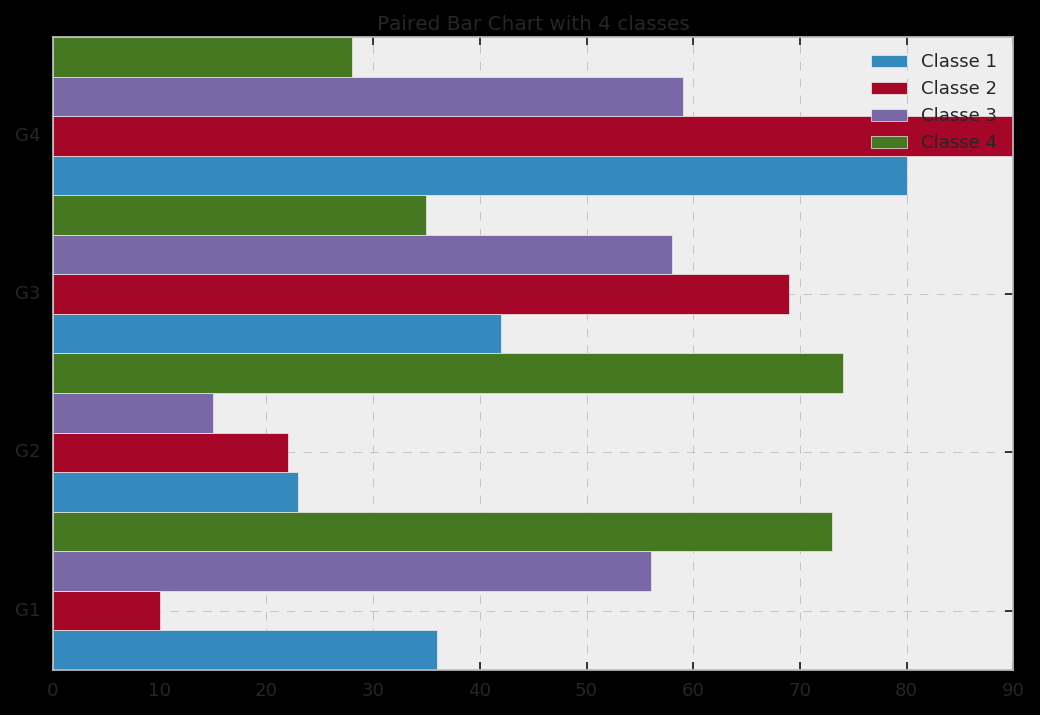 Paired Bar Chart with 4 classes
Classe 1
Classe 2
Classe 3
Classe 4
G4
G3
G2
G1
0 10 20 30 40 50 60 70 80 90